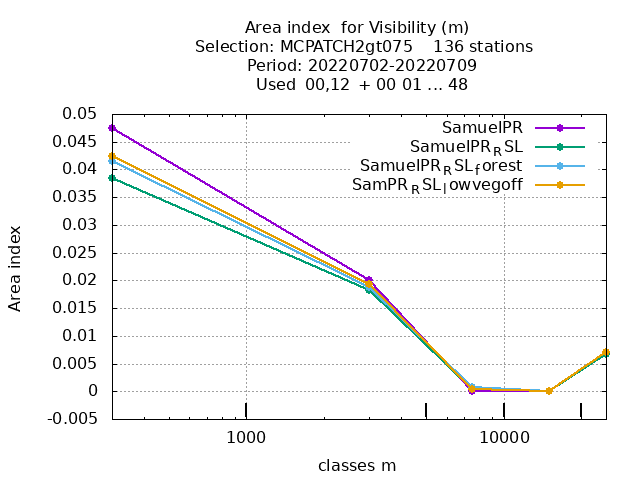 Area index  for Visibility (m)
Selection: MCPATCH2gt075    136 stations
Period: 20220702-20220709
Used  00,12  + 00 01 ... 48
0.05
0.045
0.04
0.035
0.03
0.025
0.02
0.015
0.01
0.005
0
-0.005
Area index
SamuelPR
SamuelPR_RSL
SamuelPR_RSL_forest
SamPR_RSL_lowvegoff
1000
10000
classes m